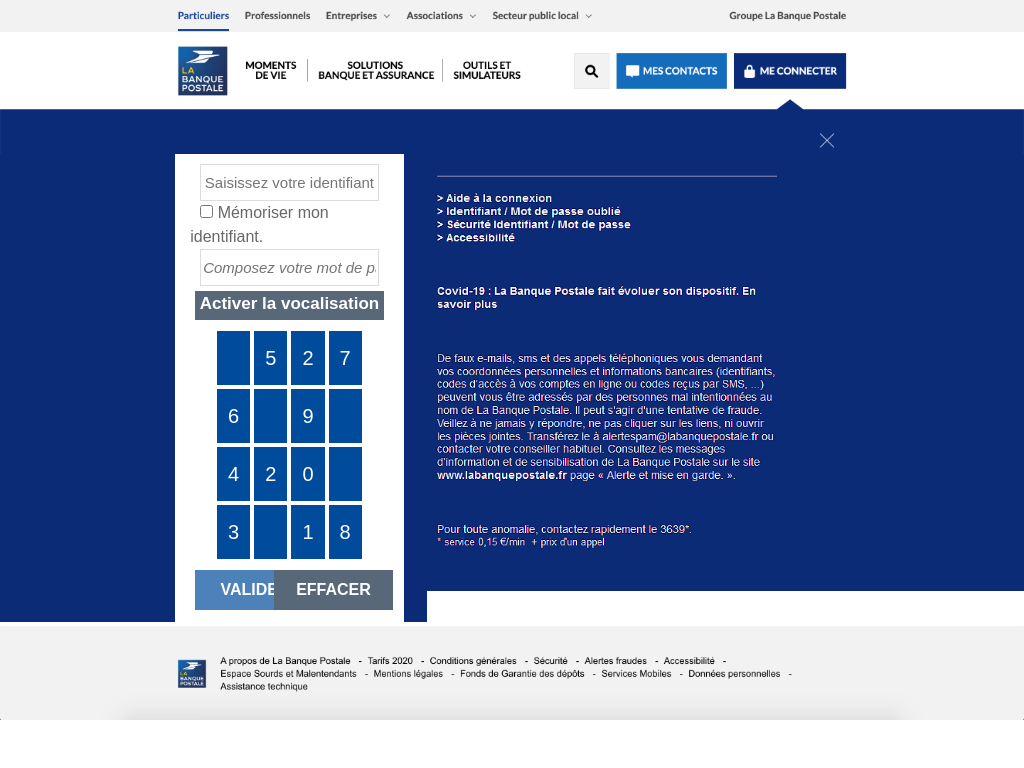 Particuliers Professionnels Entreprises Associations Secteur public local Groupe La Banque Postale
LA
BANQUE
POSTALE
MOMENTS
DE VIE
SOLUTIONS
BANQUE ET ASSURANCE
OUTILS ET
SIMULATEURS
MES CONTACTS
ME CONNECTER
Saisissez votre identifiant
Mémoriser mon
identifiant.
Composez votre mot de p
Activer la vocalisation
5 2 7
6 9
4 2 0
3 1 8
VALIDE EFFACER
> Aide à la connexion
> Identifiant / Mot de passe oublié
> Sécurité Identifiant / Mot de passe
> Accessibilité
Covid-19 : La Banque Postale fait évoluer son dispositif. En
savoir plus
De faux e-mails, sms et des appels téléphoniques vous demandant
vos coordonnées personnelles et informations bancaires (identifiants,
codes d'accès à vos comptes en ligne ou codes reçus par SMS, ...)
peuvent vous être adressés par des personnes mal intentionnées au
nom de La Banque Postale. Il peut s'agir d'une tentative de fraude.
Veillez à ne jamais y répondre, ne pas cliquer sur les liens, ni ouvrir
les pièces jointes. Transférez le à alertespam@labanquepostale.fr ou
contacter votre conseiller habituel. Consultez les messages
d'information et de sensibilisation de La Banque Postale sur le site
www.labanquepostale.fr page « Alerte et mise en garde. ».
Pour toute anomalie, contactez rapidement le 3639*.
* service 0,15 €/min + prix d'un appel
LA
BANQUE
POSTALE
A propos de La Banque Postale - Tarifs 2020 - Conditions générales - Sécurité - Alertes fraudes - Accessibilité -
Espace Sourds et Malentendants - Mentions légales - Fonds de Garantie des dépôts - Services Mobiles - Données personnelles -
Assistance technique